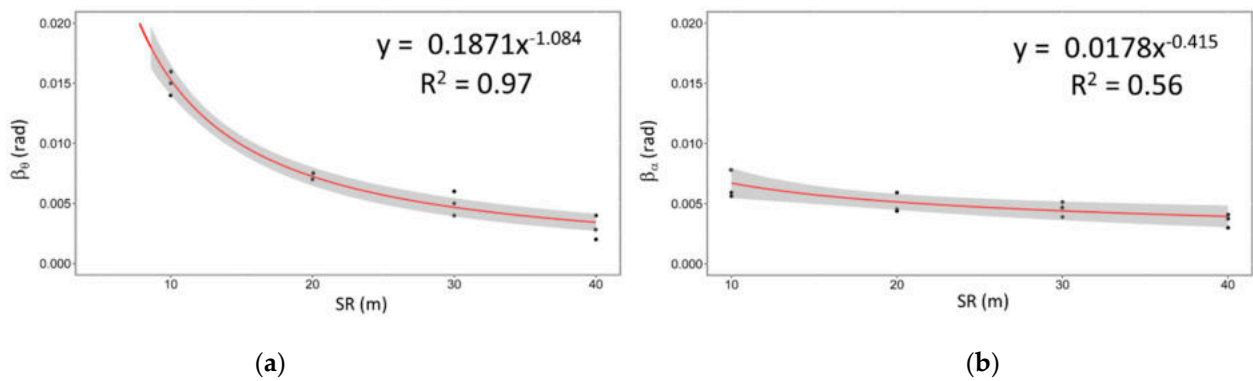 0.020
y = 0.1871x^-1.084
R² = 0.97
0.015
0.010
0.005
0.000
βθ (rad)
10 20 30 40
SR (m)
(a)
0.020
y = 0.0178x^-0.415
R² = 0.56
0.015
0.010
0.005
0.000
βα (rad)
10 20 30 40
SR (m)
(b)